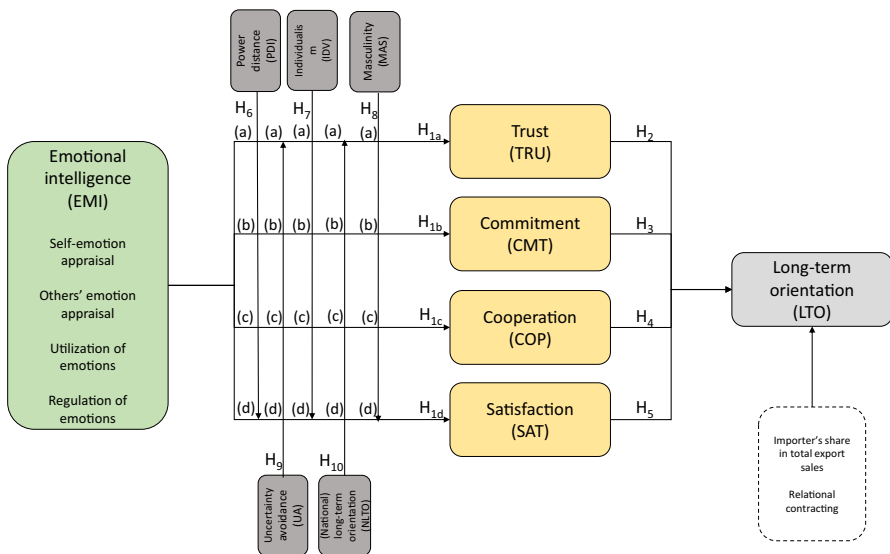 Power
distance
(PDI)
Individualis
m
(IDV)
Masculinity
(MAS)
H6
H7
H8
(a) (a) (a) (a) (a)
H1a
Trust
(TRU)
H2
Emotional
intelligence
(EMI)
Self-emotion
appraisal
Others' emotion
appraisal
Utilization of
emotions
Regulation of
emotions
(b) (b) (b) (b) (b)
H1b
Commitment
(CMT)
H3
Long-term
orientation
(LTO)
(c) (c) (c) (c) (c)
H1c
Cooperation
(COP)
H4
(d) (d) (d) (d) (d)
H1d
Satisfaction
(SAT)
H5
H9
H10
Uncertainty
avoidance
(UA)
(National)
long-term
orientation
(NLTO)
Importer's share
in total export
sales
Relational
contracting